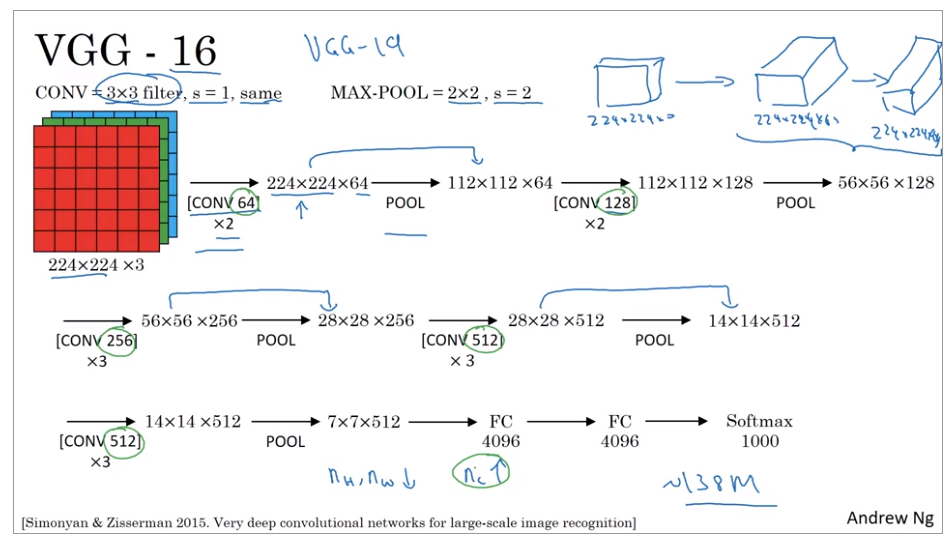 VGG - 16 VGG-19
CONV = 3×3 filter, s = 1, same MAX-POOL = 2×2 , s = 2
224×224×3 224×224×64 224×224×64
224×224×64 112×112 ×64 112×112 ×128 56×56 ×128
[CONV 64] POOL [CONV 128] POOL
×2 ×2
224×224 ×3
56×56 ×256 28×28 ×256 28×28 ×512 14×14×512
[CONV 256] POOL [CONV 512] POOL
×3 ×3
14×14 ×512 7×7×512 FC FC Softmax
[CONV 512] POOL 4096 4096 1000
×3
nH, nW ↓ nC ↑ ~138M
[Simonyan & Zisserman 2015. Very deep convolutional networks for large-scale image recognition] Andrew Ng